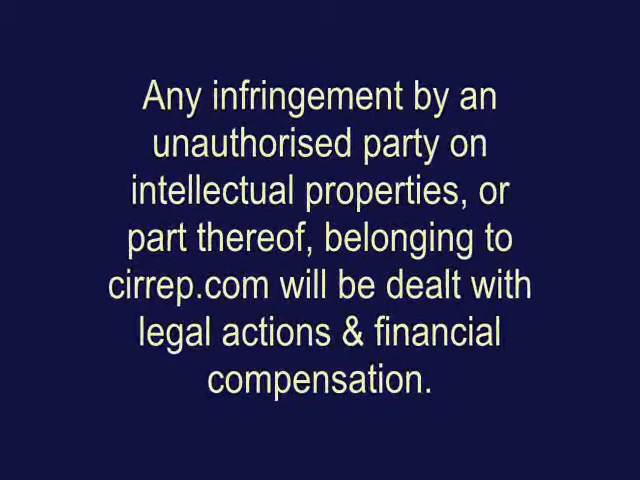 Any infringement by an
unauthorised party on
intellectual properties, or
part thereof, belonging to
cirrep.com will be dealt with
legal actions & financial
compensation.